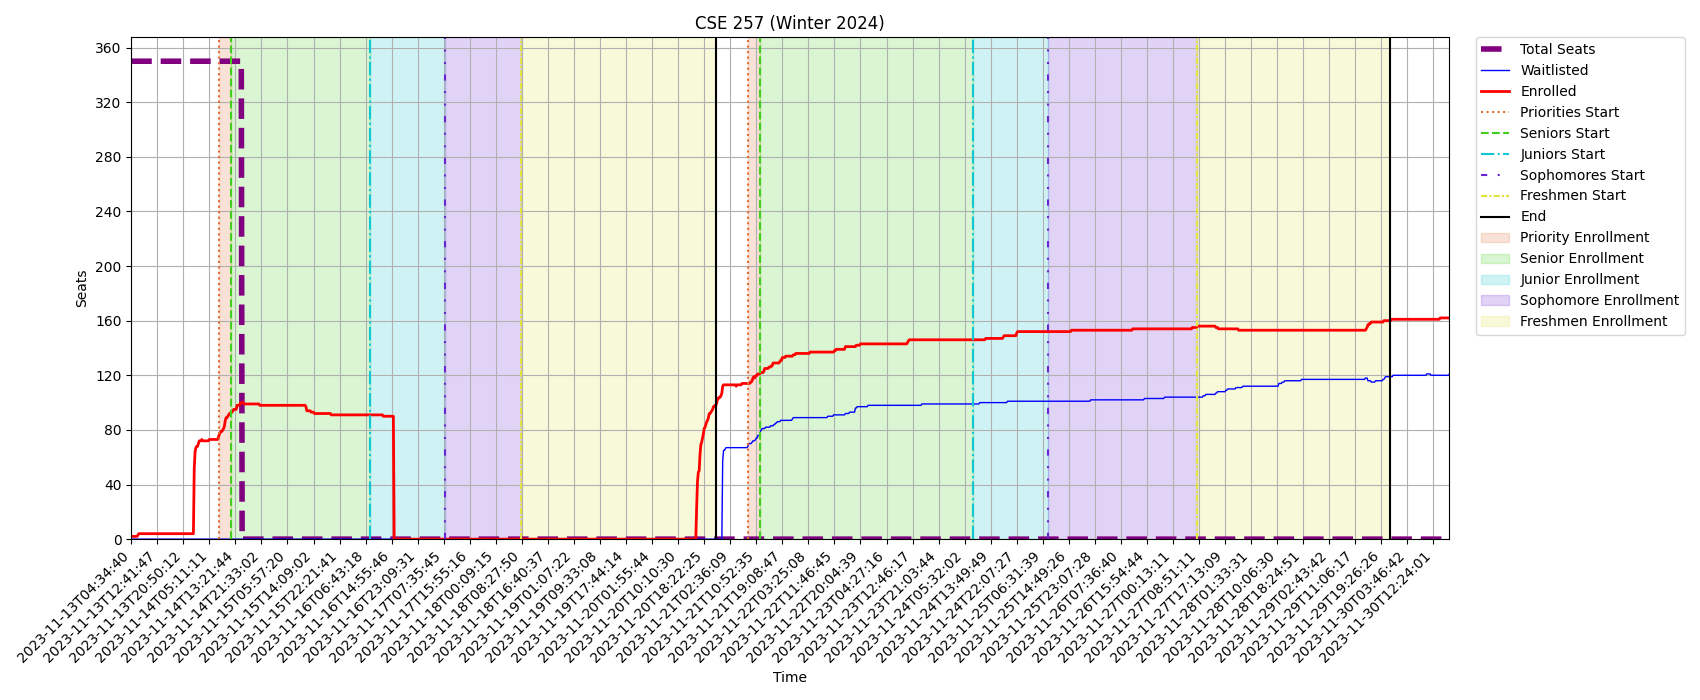 CSE 257 (Winter 2024)
360
320
280
240
200
160
120
80
40
0
Seats
2023-11-13T04:34:40
2023-11-13T12:41:47
2023-11-13T20:50:12
2023-11-14T05:11:11
2023-11-14T13:21:44
2023-11-14T21:33:02
2023-11-15T05:57:20
2023-11-15T14:09:02
2023-11-15T22:21:41
2023-11-16T06:43:18
2023-11-16T14:55:46
2023-11-16T23:09:31
2023-11-17T07:35:45
2023-11-17T15:55:16
2023-11-18T00:09:15
2023-11-18T08:27:50
2023-11-18T16:40:37
2023-11-19T01:07:22
2023-11-19T09:33:08
2023-11-19T17:44:14
2023-11-20T01:55:44
2023-11-20T10:10:30
2023-11-20T18:22:25
2023-11-21T02:36:09
2023-11-21T10:52:35
2023-11-21T19:08:47
2023-11-22T03:25:08
2023-11-22T11:46:45
2023-11-22T20:04:39
2023-11-23T04:27:16
2023-11-23T12:46:17
2023-11-23T21:03:44
2023-11-24T05:32:02
2023-11-24T13:49:49
2023-11-24T22:07:27
2023-11-25T06:31:39
2023-11-25T14:49:26
2023-11-25T23:07:28
2023-11-26T07:36:40
2023-11-26T15:54:44
2023-11-27T00:13:11
2023-11-27T08:51:11
2023-11-27T17:13:09
2023-11-28T01:33:31
2023-11-28T10:06:30
2023-11-28T18:24:51
2023-11-29T02:43:42
2023-11-29T11:06:17
2023-11-29T19:26:26
2023-11-30T03:46:42
2023-11-30T12:24:01
Time
Total Seats
Waitlisted
Enrolled
Priorities Start
Seniors Start
Juniors Start
Sophomores Start
Freshmen Start
End
Priority Enrollment
Senior Enrollment
Junior Enrollment
Sophomore Enrollment
Freshmen Enrollment